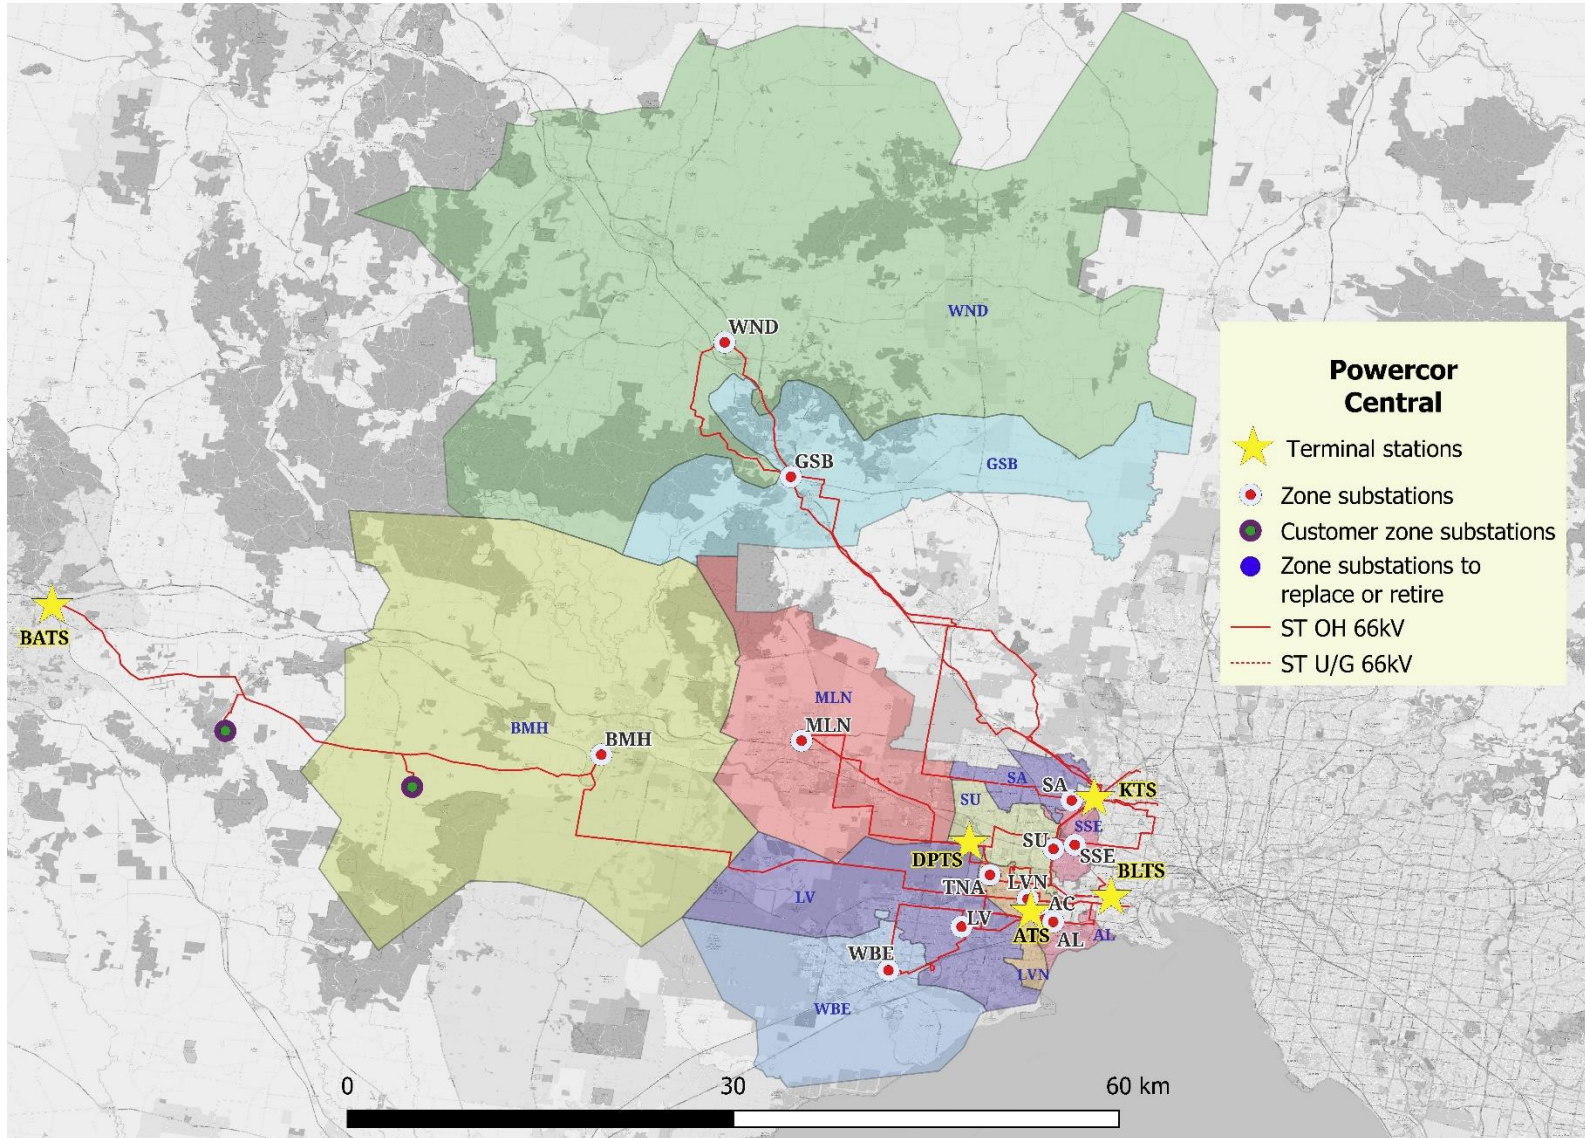 WND
WND
GSB
GSB
Powercor
Central
Terminal stations
Zone substations
Customer zone substations
Zone substations to
replace or retire
ST OH 66kV
ST U/G 66kV
BATS
MLN
MLN
BMH
BMH
SA
SA
KTS
SU
SSE
SU
SSE
DPTS
BLTS
TNA
LVN
LV
AC
LV
ATS
AL
AL
WBE
LVN
WBE
0
30
60 km